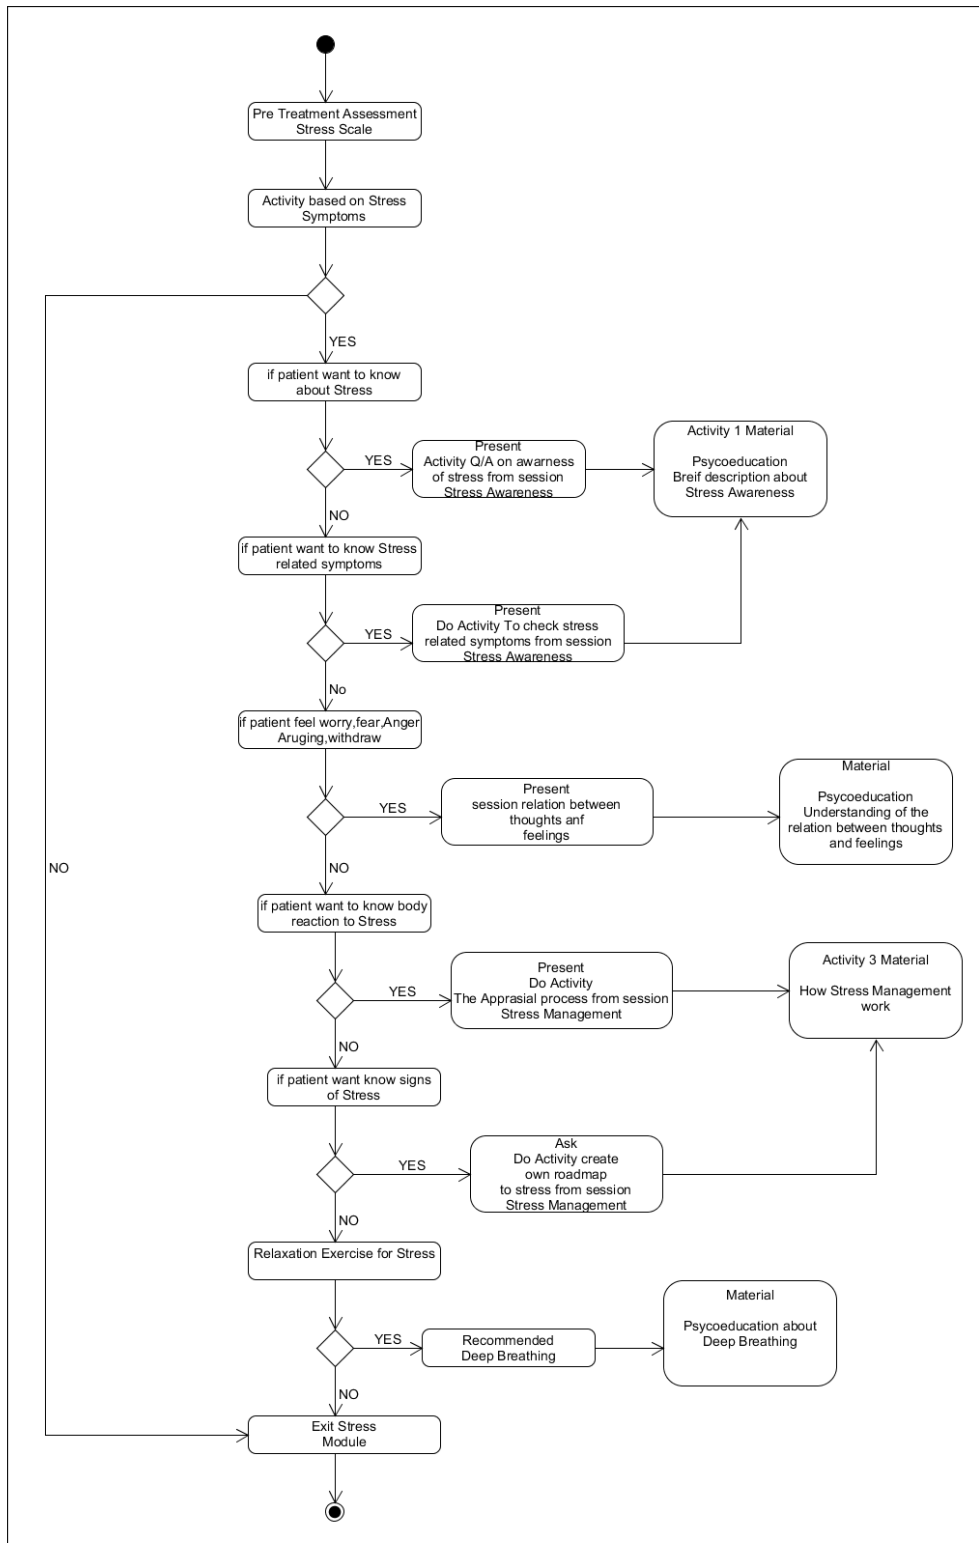 Pre Treatment Assessment
Stress Scale
Activity based on Stress
Symptoms
YES
if patient want to know
about Stress
YES
Present
Activity Q/A on awarness
of stress from session
Stress Awareness
Activity 1 Material
Psycoeducation
Breif description about
Stress Awareness
NO
if patient want to know Stress
related symptoms
YES
Present
Do Activity To check stress
related symptoms from session
Stress Awareness
No
if patient feel worry,fear,Anger
Aruging,withdraw
YES
Present
session relation between
thoughts anf
feelings
Material
Psycoeducation
Understanding of the
relation between thoughts
and feelings
NO
NO
if patient want to know body
reaction to Stress
YES
Present
Do Activity
The Apprasial process from session
Stress Management
Activity 3 Material
How Stress Management
work
NO
if patient want know signs
of Stress
YES
Ask
Do Activity create
own roadmap
to stress from session
Stress Management
NO
Relaxation Exercise for Stress
YES
Recommended
Deep Breathing
Material
Psycoeducation about
Deep Breathing
NO
Exit Stress
Module